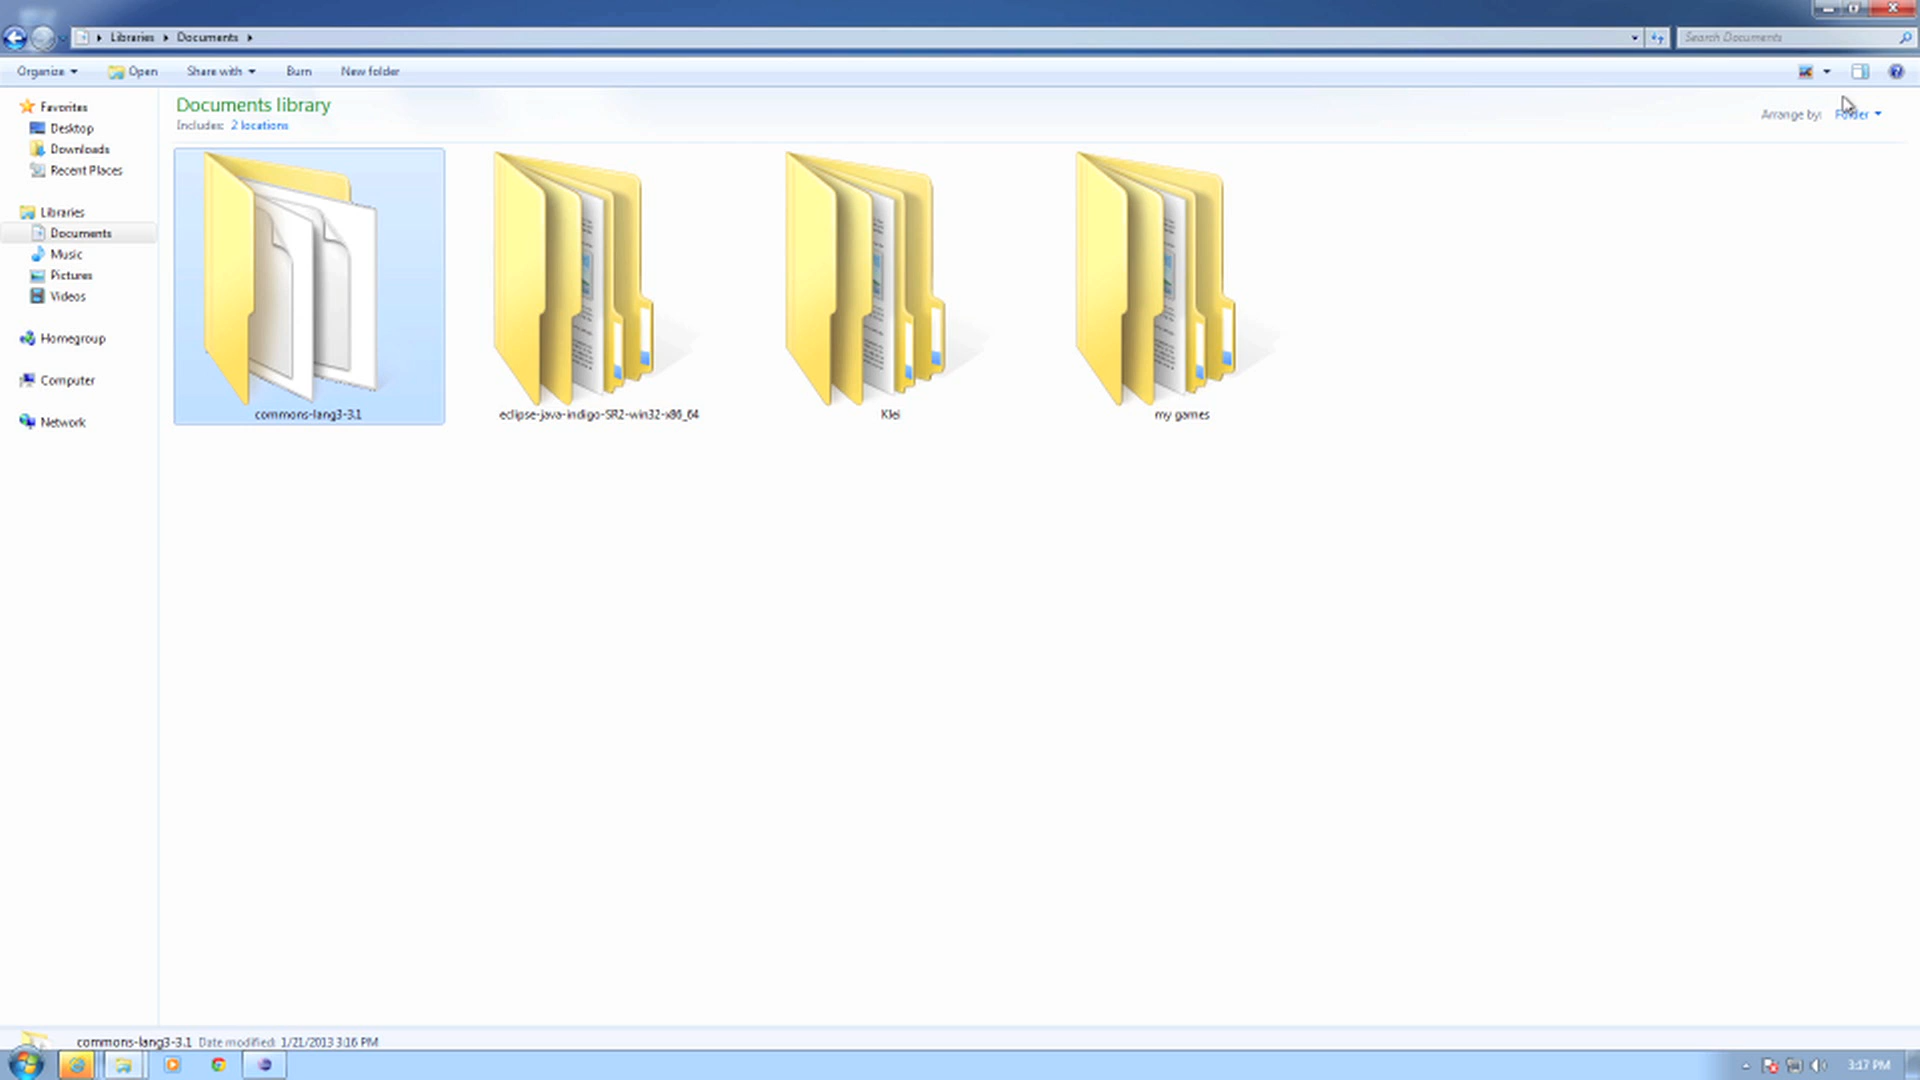 Libraries
Documents
Search Documents
Organize
Open
Share with
Burn
New folder
Documents library
Includes: 2 locations
Arrange by: Folder
Favorites
Desktop
Downloads
Recent Places
Libraries
Documents
Music
Pictures
Videos
Homegroup
Computer
Network
commons-lang3-3.1
eclipse-java-indigo-SR2-win32-x86_64
Klei
my games
commons-lang3-3.1 Date modified: 1/21/2013 3:16 PM
3:17 PM